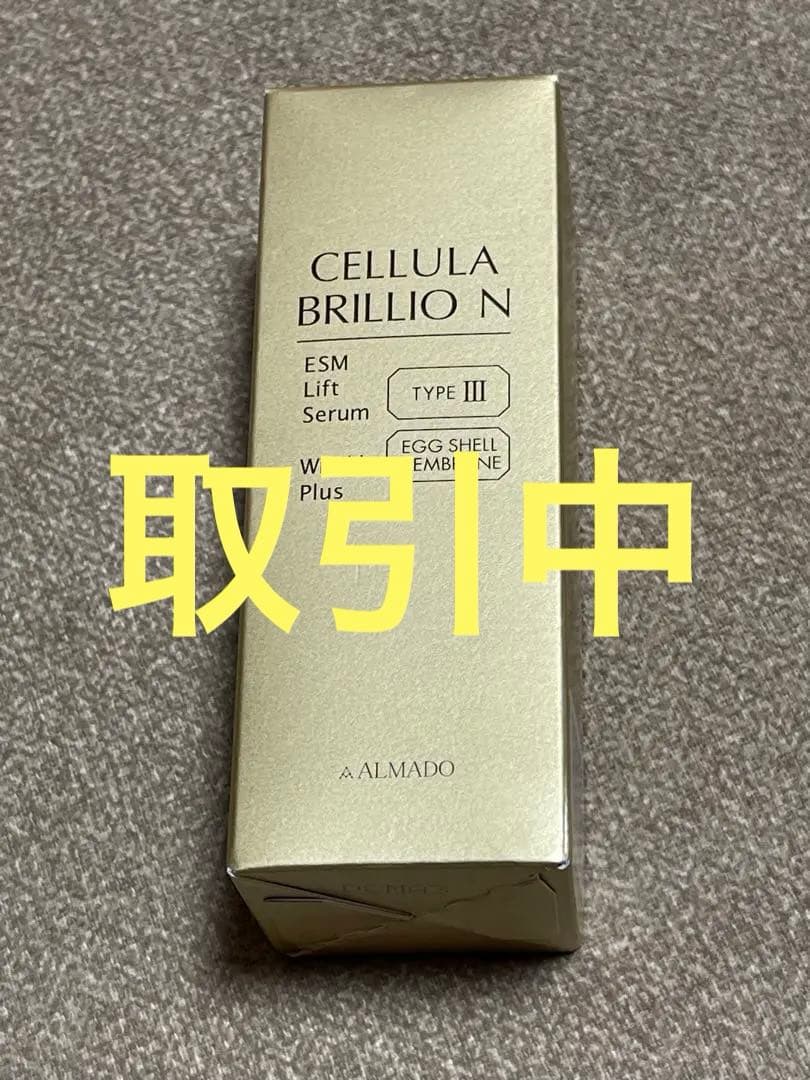 CELLULA
BRILLIO N
ESM
Lift
Serum
TYPE III
EGG SHELL
Plus
取引中
ALMADO